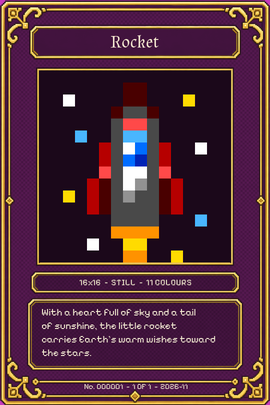 Rocket
16x16 - STILL - 11 COLOURS
With a heart full of sky and a tail
of sunshine, the little rocket
carries Earth's warm wishes toward
the stars.
No. 000001 - 1 OF 1 - 2026-11